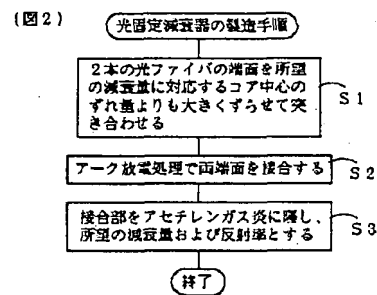 (図2)
光固定減衰器の製造手順
2本の光ファイバの端面を所望
の減衰量に対応するコア中心の
ずれ量よりも大きくずらせて突
き合わせる
S1
アーク放電処理で両端面を接合する
S2
接合部をアセチレンガス炎に曝し、
所望の減衰量および反射率とする
S3
終了